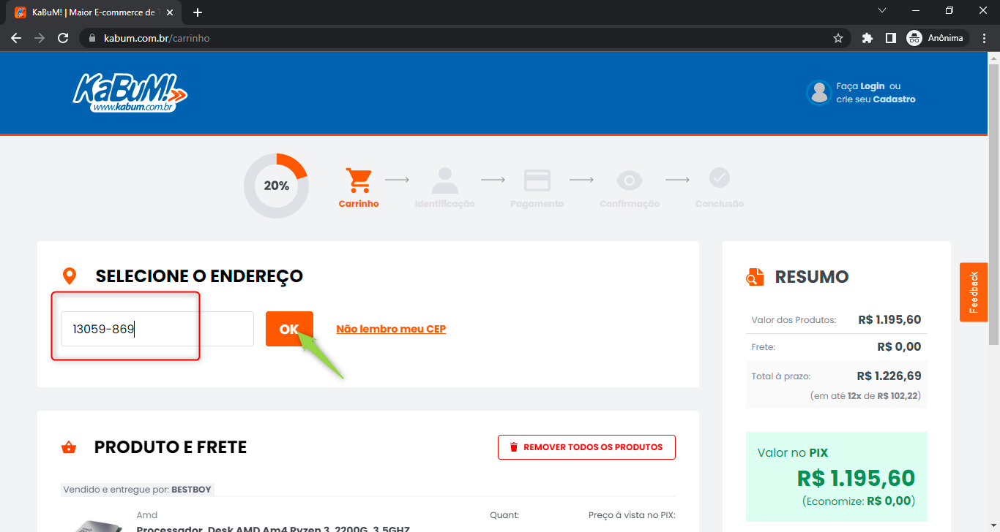 KaBuM! | Maior E-commerce de T
kabum.com.br/carrinho
Anônima
KaBuM!
www.kabum.com.br
Faça Login ou
crie seu Cadastro
20%
Carrinho
Identificação
Pagamento
Confirmação
Conclusão
SELECIONE O ENDEREÇO
13059-869
OK
Não lembro meu CEP
RESUMO
Valor dos Produtos: R$ 1.195,60
Frete: R$ 0,00
Total à prazo: R$ 1.226,69
(em até 12x de R$ 102,22)
Valor no PIX
R$ 1.195,60
(Economize: R$ 0,00)
Feedback
PRODUTO E FRETE
REMOVER TODOS OS PRODUTOS
Vendido e entregue por: BESTBOY
Amd
Quant:
Preço à vista no PIX:
Processador, Desk AMD Am4 Ryzen 3, 2200G, 3.5GHZ